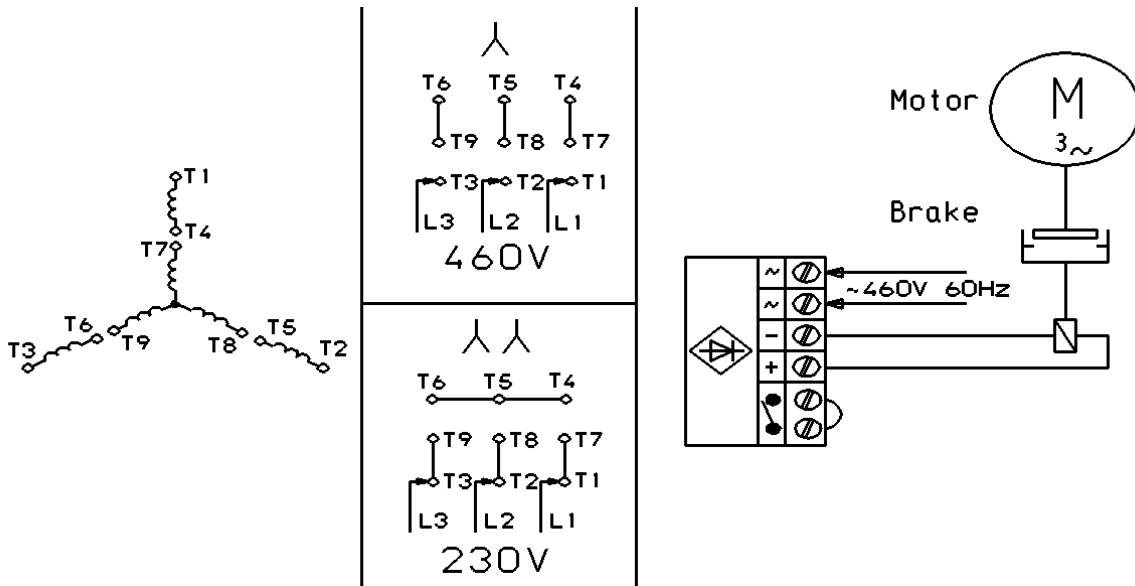 T1
T4
T7
T6
T9
T3
T5
T8
T2
T6 T5 T4
T9 T8 T7
T3 T2 T1
L3 L2 L1
460V
T6 T5 T4
T9 T8 T7
T3 T2 T1
L3 L2 L1
230V
Motor
M
3~
Brake
~
~
~460V 60Hz
-
+